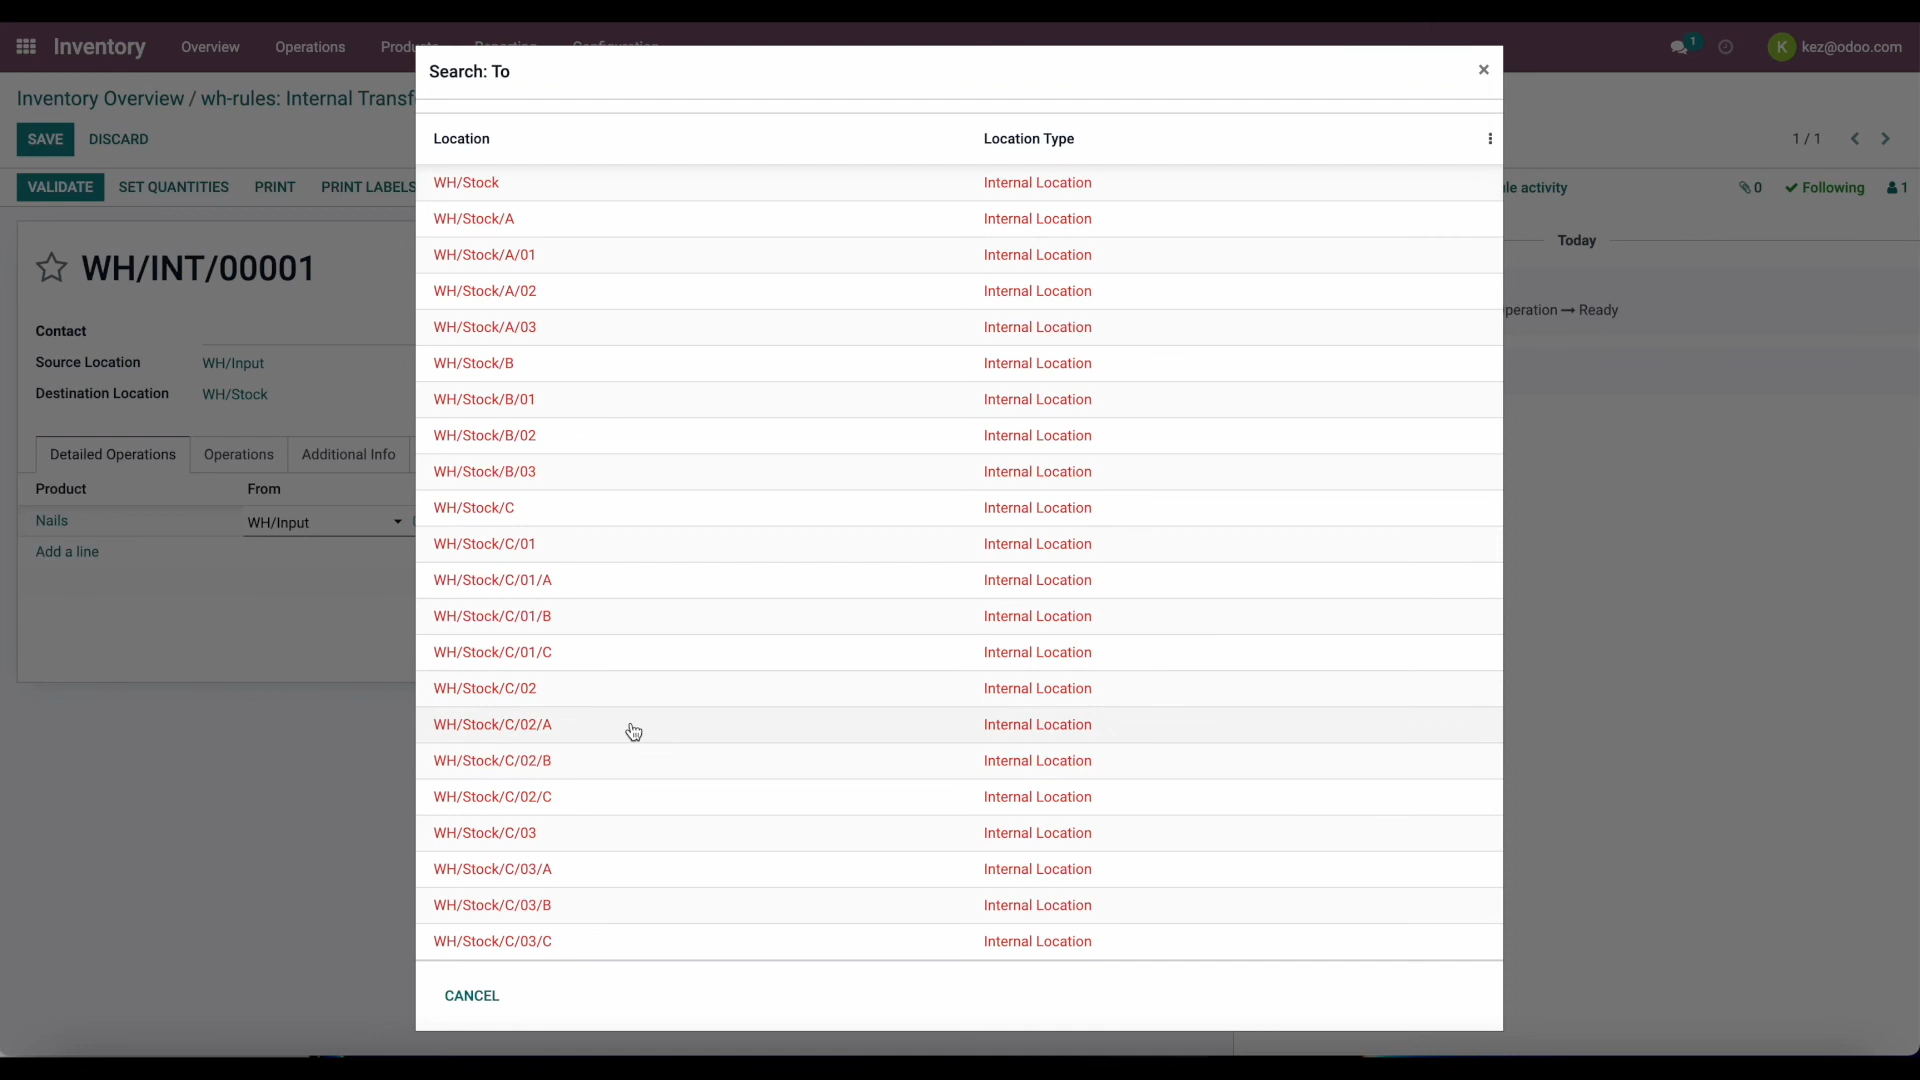 Inventory Overview Operations 1 K kez@odoo.com
Search: To ×
Inventory Overview / wh-rules: Internal Transf
SAVE DISCARD 1 / 1
Location Location Type
VALIDATE SET QUANTITIES PRINT PRINT LABELS le activity 0 Following 1
WH/Stock Internal Location
WH/Stock/A Internal Location
Today
WH/INT/00001
WH/Stock/A/01 Internal Location
WH/Stock/A/02 Internal Location
peration → Ready
Contact
WH/Stock/A/03 Internal Location
Source Location WH/Input
WH/Stock/B Internal Location
Destination Location WH/Stock
WH/Stock/B/01 Internal Location
WH/Stock/B/02 Internal Location
Detailed Operations Operations Additional Info
WH/Stock/B/03 Internal Location
Product From
WH/Stock/C Internal Location
Nails WH/Input
WH/Stock/C/01 Internal Location
Add a line
WH/Stock/C/01/A Internal Location
WH/Stock/C/01/B Internal Location
WH/Stock/C/01/C Internal Location
WH/Stock/C/02 Internal Location
WH/Stock/C/02/A Internal Location
WH/Stock/C/02/B Internal Location
WH/Stock/C/02/C Internal Location
WH/Stock/C/03 Internal Location
WH/Stock/C/03/A Internal Location
WH/Stock/C/03/B Internal Location
WH/Stock/C/03/C Internal Location
CANCEL